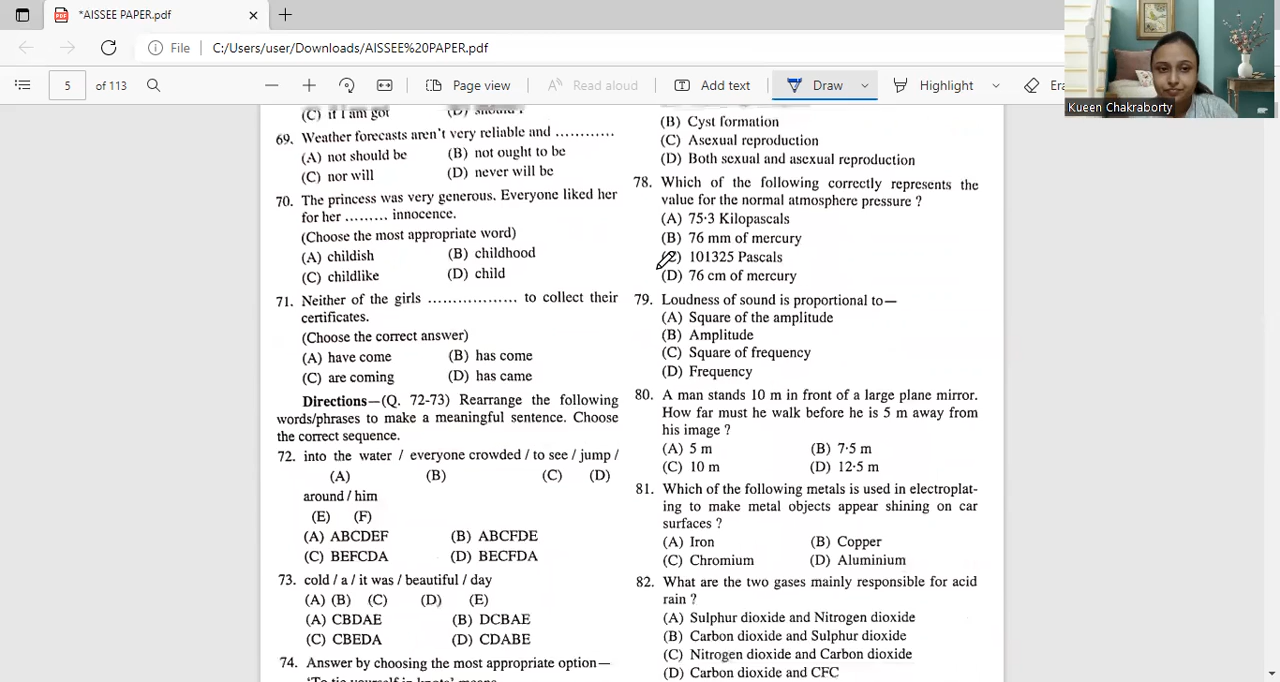 *AISSEE PAPER.pdf
File
C:/Users/user/Downloads/AISSEE%20PAPER.pdf
5 of 113
Page view
Read aloud
Add text
Draw
Highlight
Era
Kueen Chakraborty
(C) if I am got
69. Weather forecasts aren't very reliable and ............
(A) not should be (B) not ought to be
(C) nor will (D) never will be
70. The princess was very generous. Everyone liked her
for her ......... innocence.
(Choose the most appropriate word)
(A) childish (B) childhood
(C) childlike (D) child
71. Neither of the girls .................. to collect their
certificates.
(Choose the correct answer)
(A) have come (B) has come
(C) are coming (D) has came
Directions—(Q. 72-73) Rearrange the following
words/phrases to make a meaningful sentence. Choose
the correct sequence.
72. into the water / everyone crowded / to see / jump /
(A) (B) (C) (D)
around / him
(E) (F)
(A) ABCDEF (B) ABCFDE
(C) BEFCDA (D) BECFDA
73. cold / a / it was / beautiful / day
(A) (B) (C) (D) (E)
(A) CBDAE (B) DCBAE
(C) CBEDA (D) CDABE
74. Answer by choosing the most appropriate option—
'To tie yourself in knots' means
(B) Cyst formation
(C) Asexual reproduction
(D) Both sexual and asexual reproduction
78. Which of the following correctly represents the
value for the normal atmosphere pressure ?
(A) 75·3 Kilopascals
(B) 76 mm of mercury
(C) 101325 Pascals
(D) 76 cm of mercury
79. Loudness of sound is proportional to—
(A) Square of the amplitude
(B) Amplitude
(C) Square of frequency
(D) Frequency
80. A man stands 10 m in front of a large plane mirror.
How far must he walk before he is 5 m away from
his image ?
(A) 5 m (B) 7·5 m
(C) 10 m (D) 12·5 m
81. Which of the following metals is used in electroplat-
ing to make metal objects appear shining on car
surfaces ?
(A) Iron (B) Copper
(C) Chromium (D) Aluminium
82. What are the two gases mainly responsible for acid
rain ?
(A) Sulphur dioxide and Nitrogen dioxide
(B) Carbon dioxide and Sulphur dioxide
(C) Nitrogen dioxide and Carbon dioxide
(D) Carbon dioxide and CFC